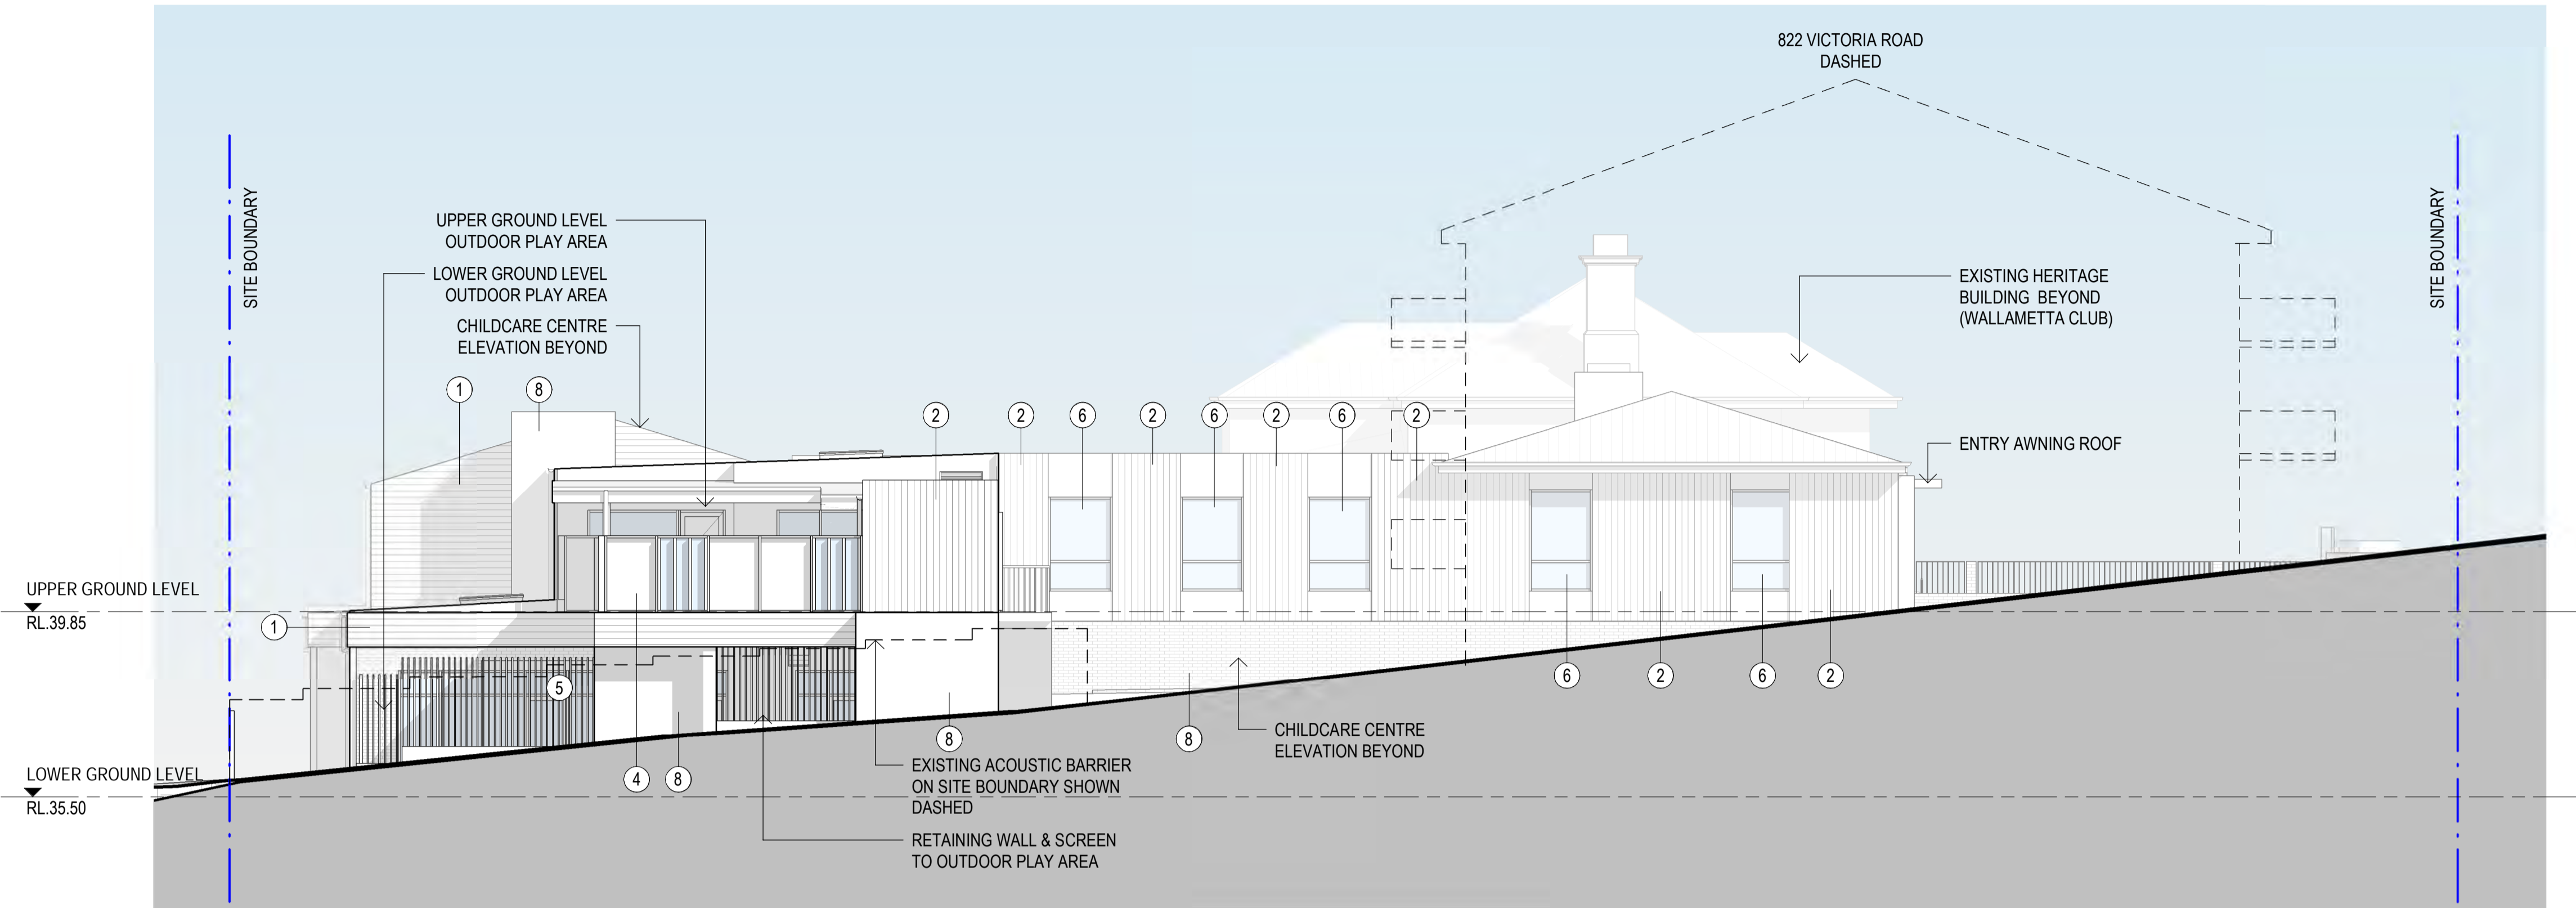 822 VICTORIA ROAD
DASHED
SITE BOUNDARY
SITE BOUNDARY
UPPER GROUND LEVEL
OUTDOOR PLAY AREA
LOWER GROUND LEVEL
OUTDOOR PLAY AREA
CHILDCARE CENTRE
ELEVATION BEYOND
EXISTING HERITAGE
BUILDING BEYOND
(WALLAMETTA CLUB)
1
8
2
2
6
2
6
2
6
2
ENTRY AWNING ROOF
UPPER GROUND LEVEL
RL.39.85
1
5
6
2
6
2
8
8
CHILDCARE CENTRE
ELEVATION BEYOND
LOWER GROUND LEVEL
RL.35.50
4
8
EXISTING ACOUSTIC BARRIER
ON SITE BOUNDARY SHOWN
DASHED
RETAINING WALL & SCREEN
TO OUTDOOR PLAY AREA